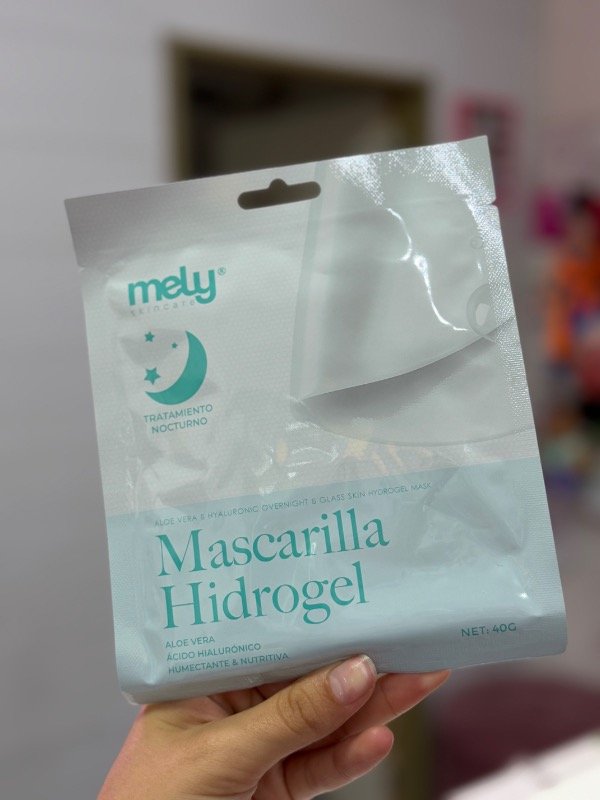 mely®
skincare
TRATAMIENTO
NOCTURNO
ALOE VERA & HYALURONIC OVERNIGHT & GLASS SKIN HYDROGEL MASK
Mascarilla
Hidrogel
ALOE VERA
ÁCIDO HIALURÓNICO
HUMECTANTE & NUTRITIVA
NET: 40G